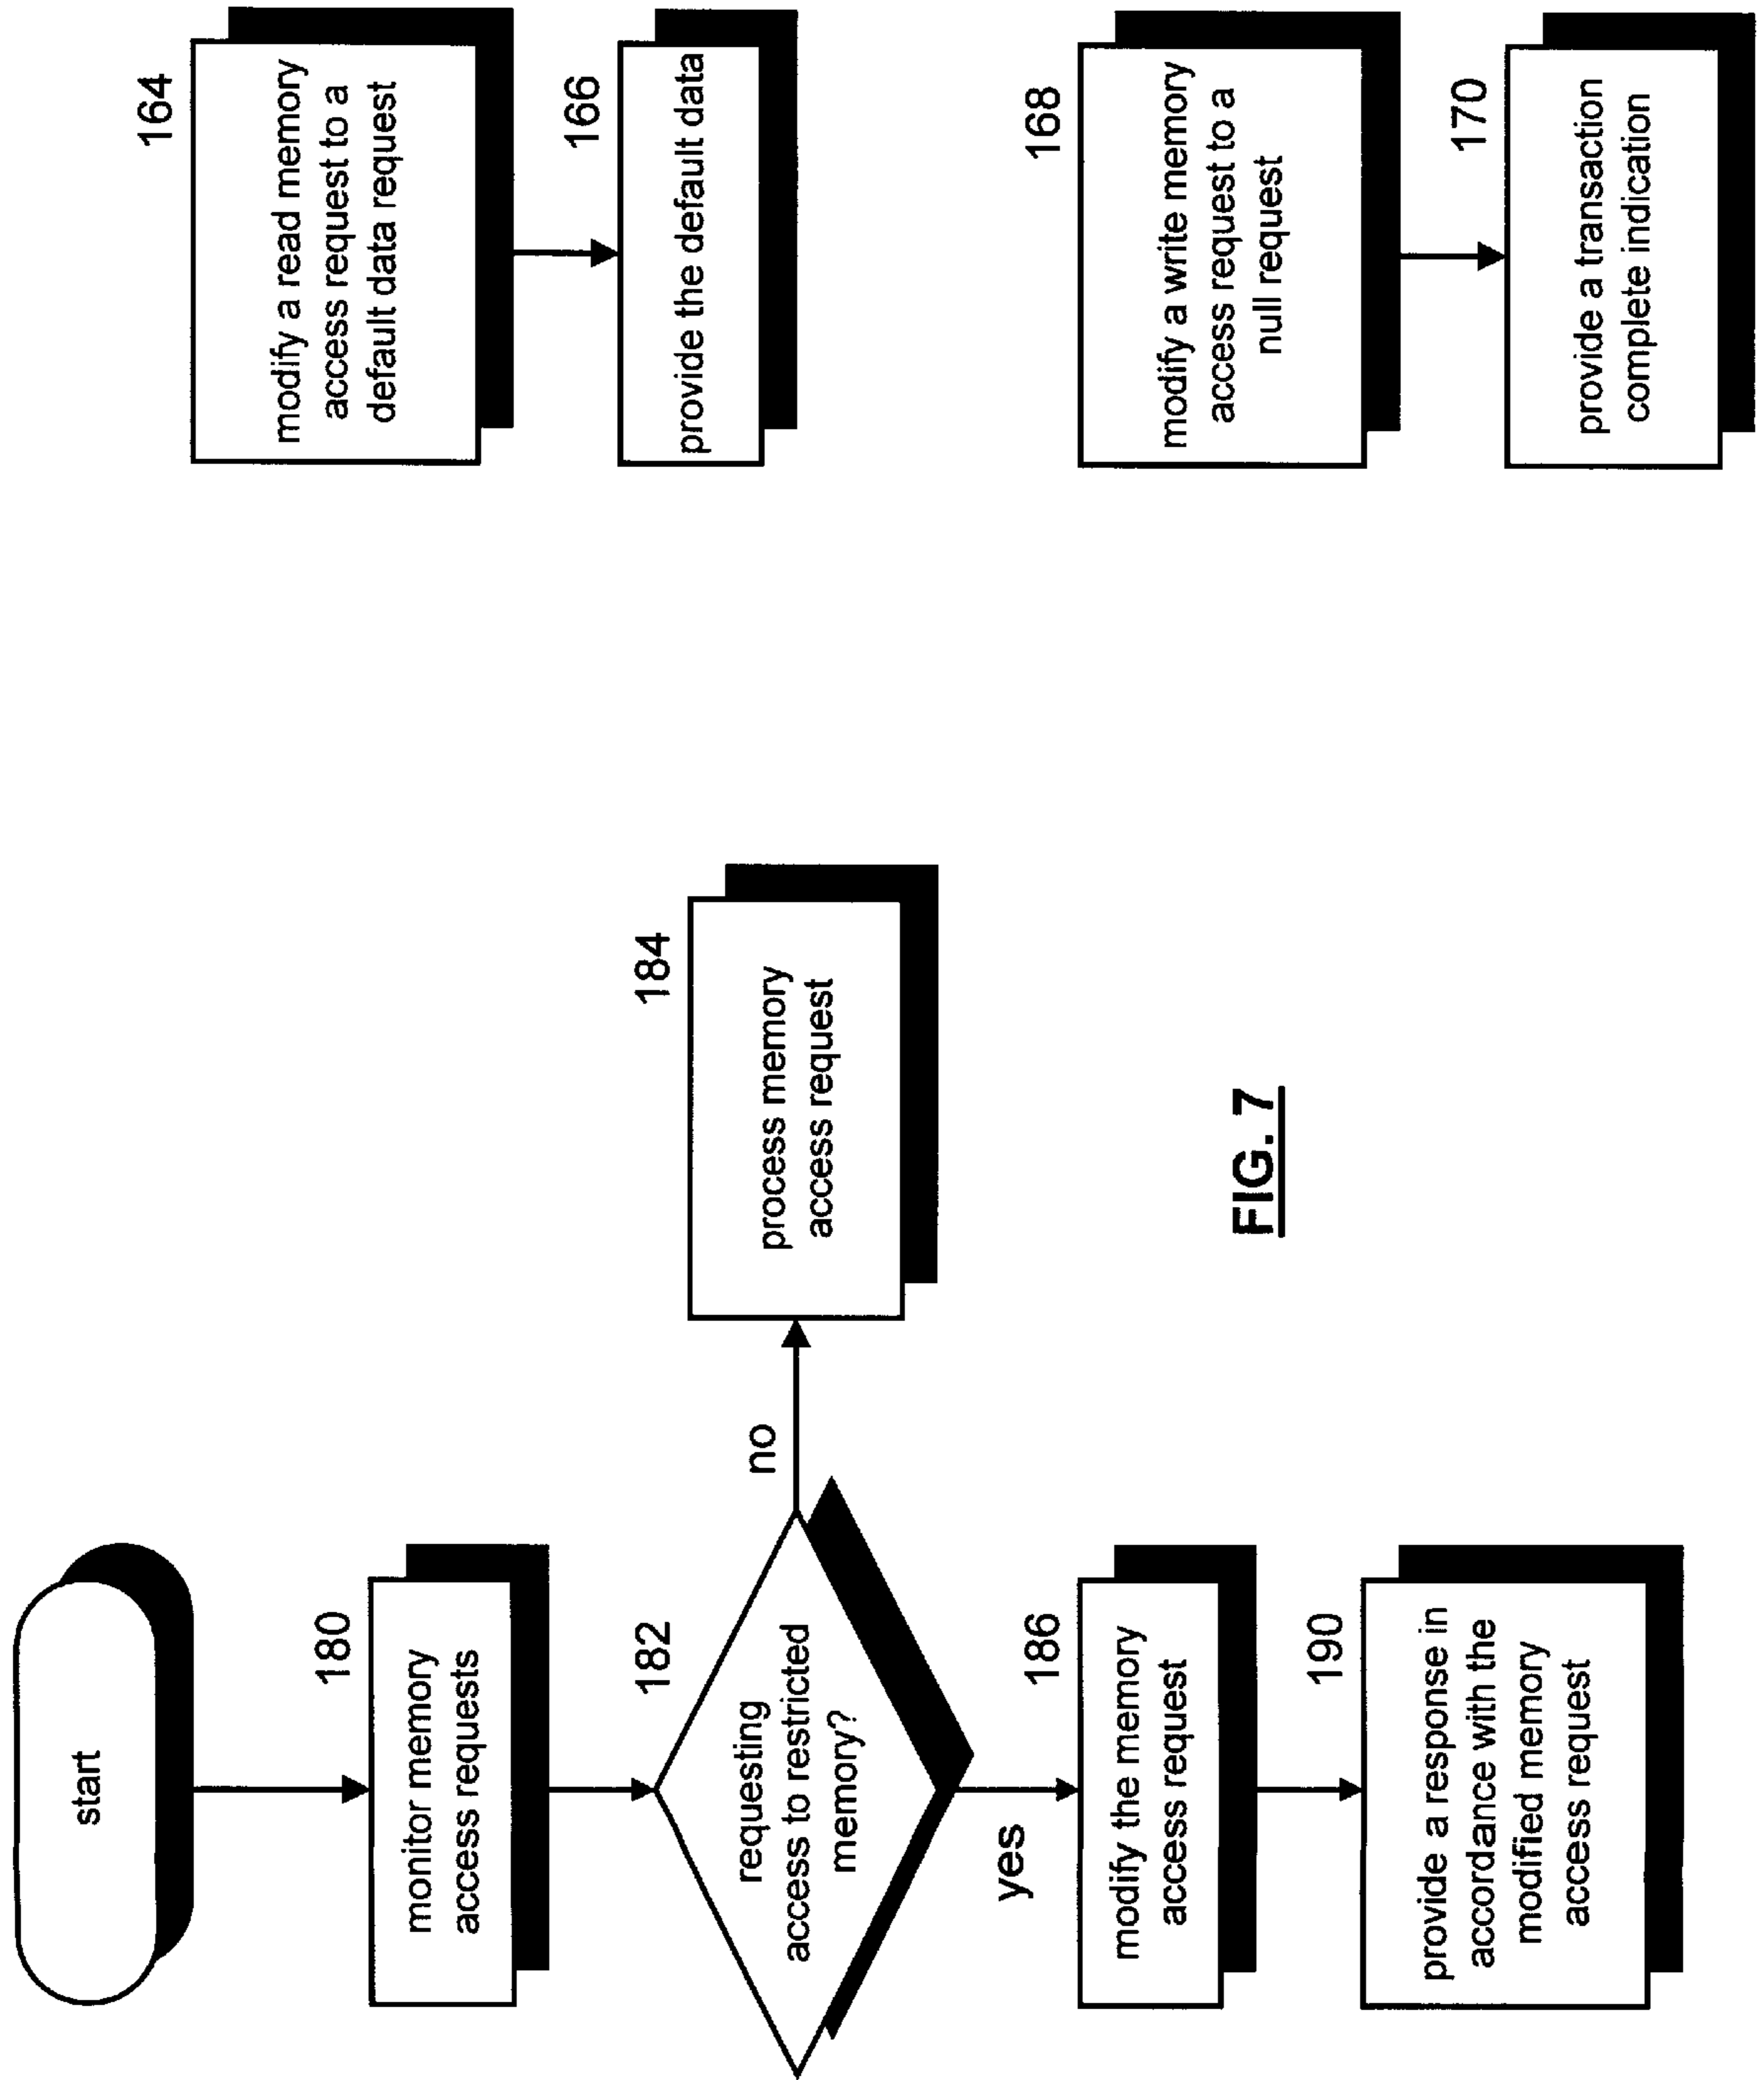 start
180
monitor memory
access requests
182
requesting
access to restricted
memory?
no
184
process memory
access request
yes
186
modify the memory
access request
190
provide a response in
accordance with the
modified memory
access request
164
modify a read memory
access request to a
default data request
166
provide the default data
168
modify a write memory
access request to a
null request
170
provide a transaction
complete indication
FIG. 7